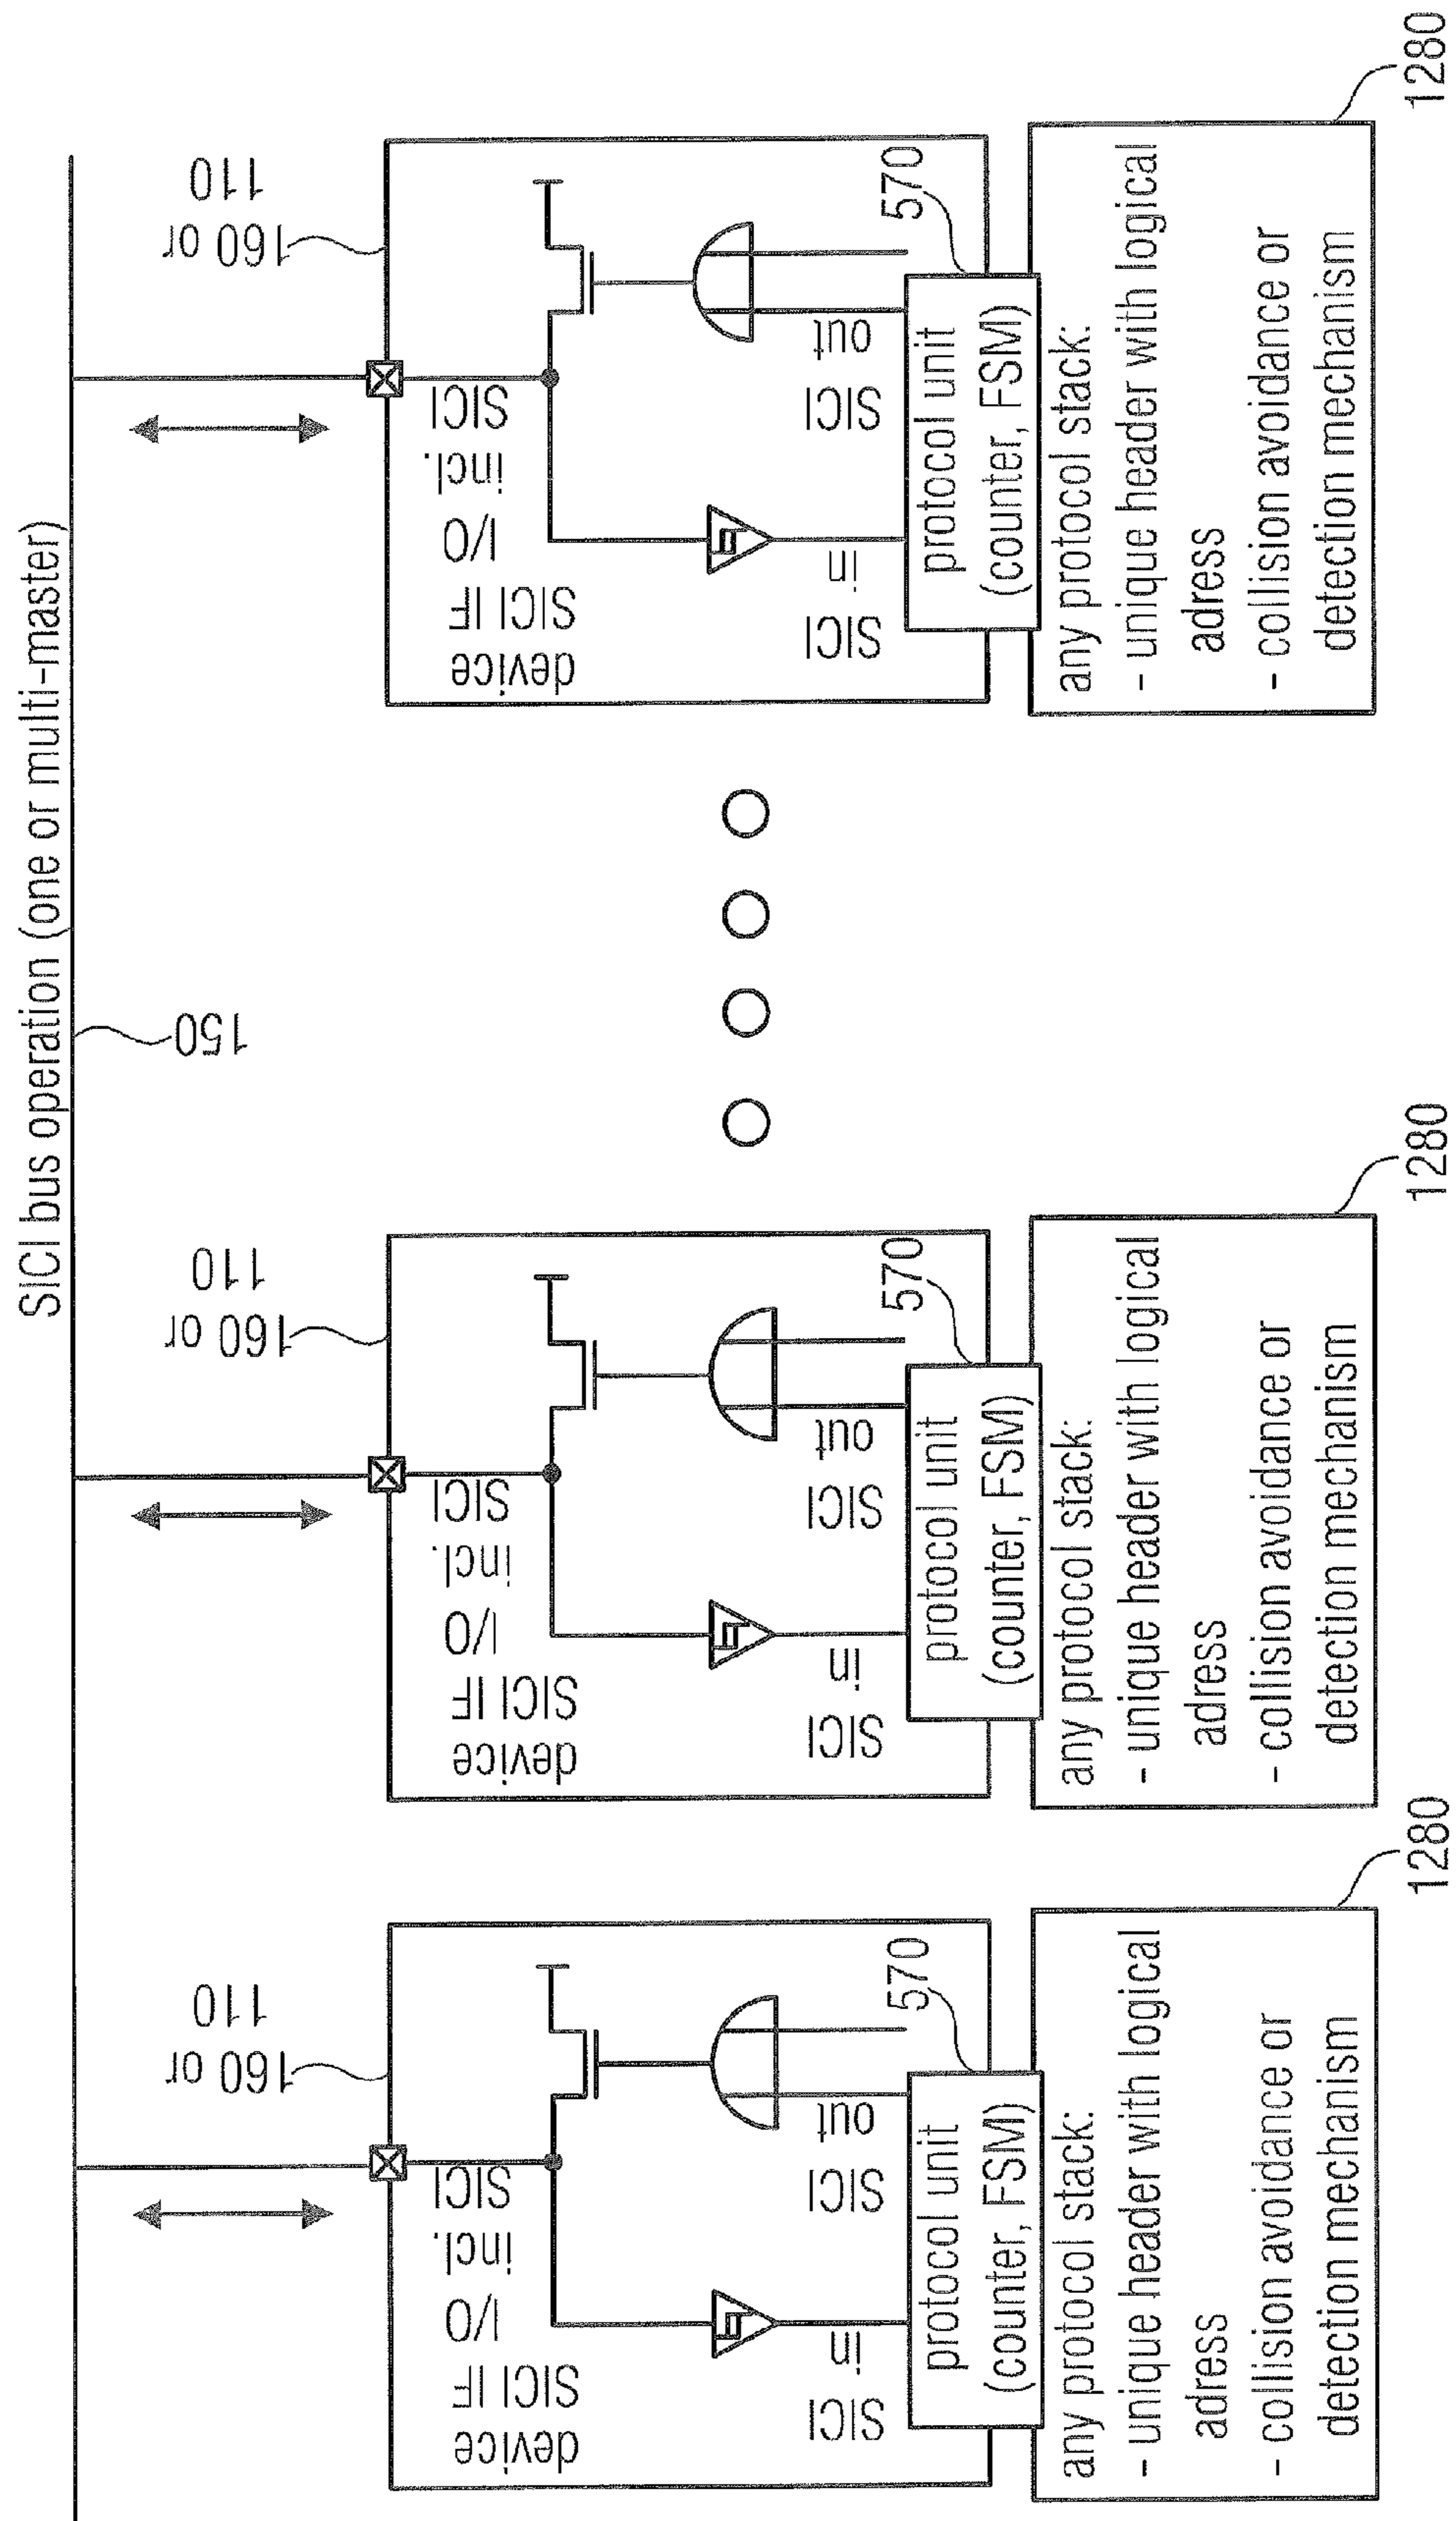 SICI bus operation (one or multi-master)
150
160 or
110
device
SICI IF
I/O
incl.
SICI
SICI
in
SICI
out
570
protocol unit
(counter, FSM)
any protocol stack:
- unique header with logical
adress
- collision avoidance or
detection mechanism
1280
160 or
110
device
SICI IF
I/O
incl.
SICI
SICI
in
SICI
out
570
protocol unit
(counter, FSM)
any protocol stack:
- unique header with logical
adress
- collision avoidance or
detection mechanism
1280
160 or
110
device
SICI IF
I/O
incl.
SICI
SICI
in
SICI
out
570
protocol unit
(counter, FSM)
any protocol stack:
- unique header with logical
adress
- collision avoidance or
detection mechanism
1280